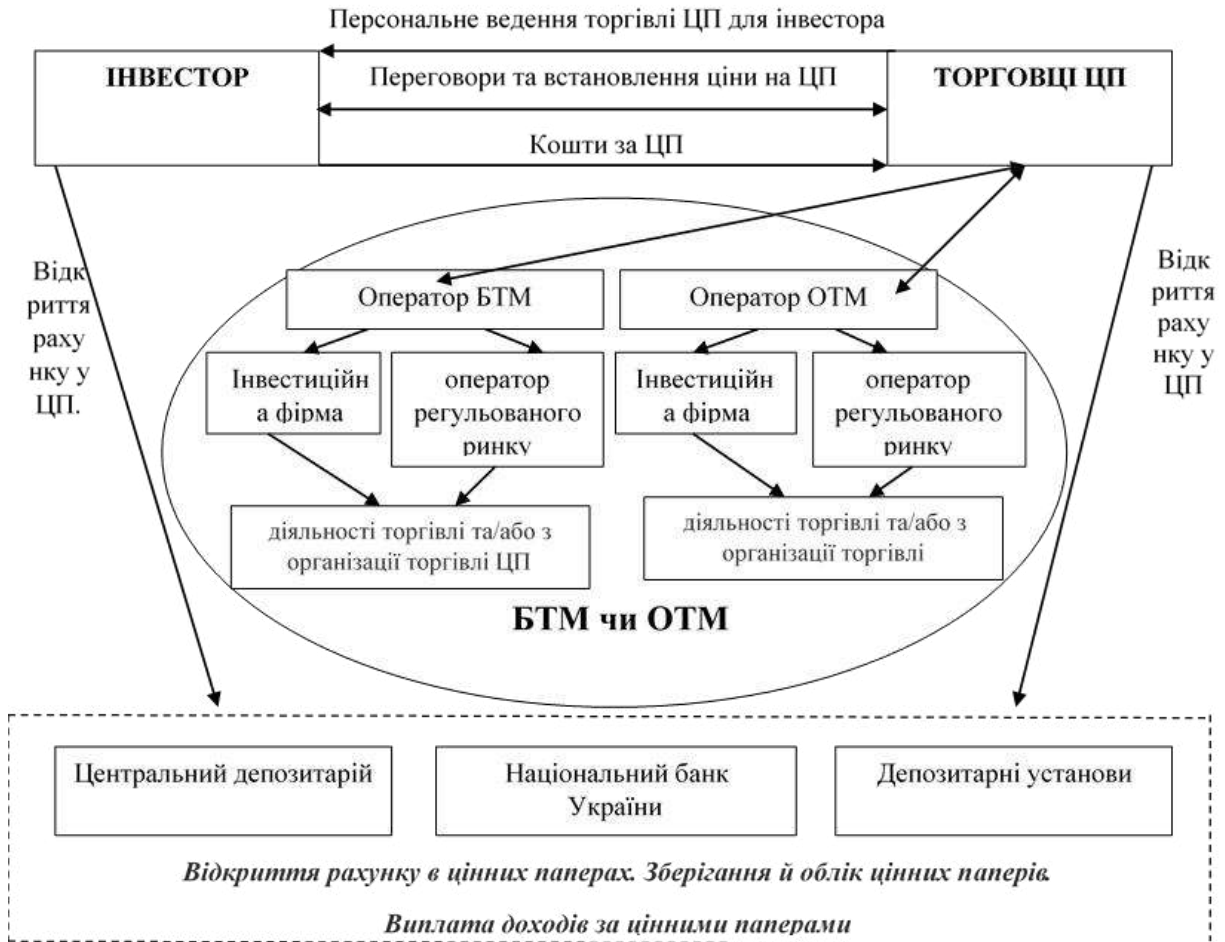 Персональне ведення торгівлі ЦП для інвестора
ІНВЕСТОР
Переговори та встановлення ціни на ЦП
ТОРГОВЦІ ЦП
Кошти за ЦП
Відк
риття
раху
нку у
ЦП.
Відк
риття
раху
нку у
ЦП
Оператор БТМ
Оператор ОТМ
Інвестиційн
а фірма
оператор
регульованого
ринку
Інвестиційн
а фірма
оператор
регульованого
ринку
діяльності торгівлі та/або з
організації торгівлі ЦП
діяльності торгівлі та/або з
організації торгівлі
БТМ чи ОТМ
Центральний депозитарій
Національний банк
України
Депозитарні установи
Відкриття рахунку в цінних паперах. Зберігання й облік цінних паперів.
Виплата доходів за цінними паперами